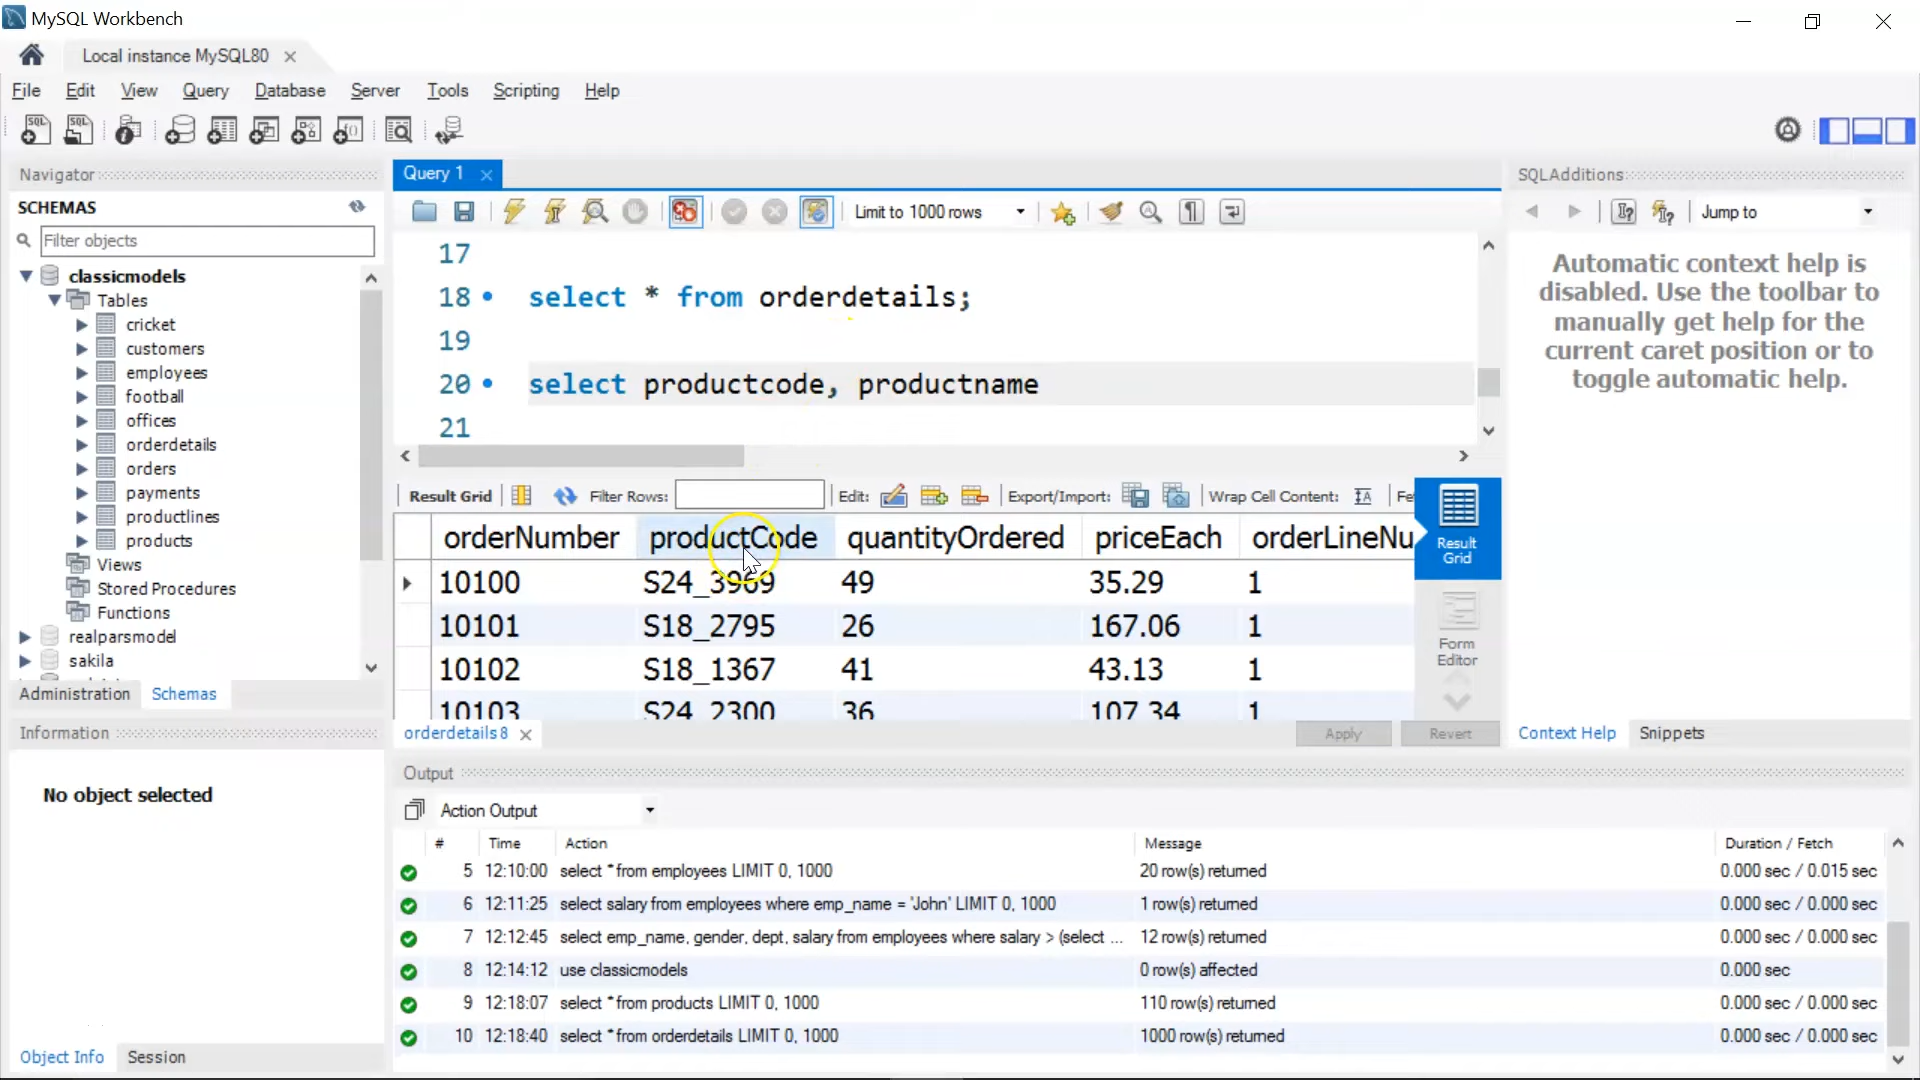 MySQL Workbench
Local instance MySQL80
File Edit View Query Database Server Tools Scripting Help
Navigator
SCHEMAS
Filter objects
classicmodels
Tables
cricket
customers
employees
football
offices
orderdetails
orders
payments
productlines
products
Views
Stored Procedures
Functions
realparsmodel
sakila
Administration Schemas
Information
No object selected
Object Info Session
Query 1
Limit to 1000 rows
17
18 select * from orderdetails;
19
20 select productcode, productname
21
Result Grid Filter Rows: Edit: Export/Import: Wrap Cell Content: Fe
orderNumber productCode quantityOrdered priceEach orderLineNu
10100 S24_3969 49 35.29 1
10101 S18_2795 26 167.06 1
10102 S18_1367 41 43.13 1
10103 S24_2300 36 107.34 1
Result
Grid
Form
Editor
orderdetails 8 Apply Revert
SQLAdditions
Jump to
Automatic context help is
disabled. Use the toolbar to
manually get help for the
current caret position or to
toggle automatic help.
Context Help Snippets
Output
Action Output
# Time Action Message Duration / Fetch
5 12:10:00 select * from employees LIMIT 0, 1000 20 row(s) returned 0.000 sec / 0.015 sec
6 12:11:25 select salary from employees where emp_name = 'John' LIMIT 0, 1000 1 row(s) returned 0.000 sec / 0.000 sec
7 12:12:45 select emp_name, gender, dept, salary from employees where salary > (select ... 12 row(s) returned 0.000 sec / 0.000 sec
8 12:14:12 use classicmodels 0 row(s) affected 0.000 sec
9 12:18:07 select * from products LIMIT 0, 1000 110 row(s) returned 0.000 sec / 0.000 sec
10 12:18:40 select * from orderdetails LIMIT 0, 1000 1000 row(s) returned 0.000 sec / 0.000 sec